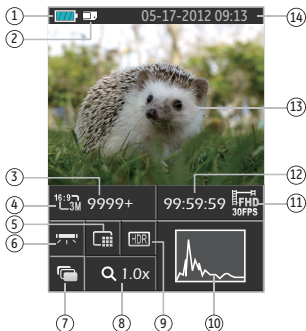 ① 05-17-2012 09:13 ⑭
②
⑬
③ ⑫
④ 16:9 3M 9999+ 99:59:59 FHD 30FPS ⑪
⑤
⑥ HDR
1.0x
⑦ ⑧ ⑨ ⑩